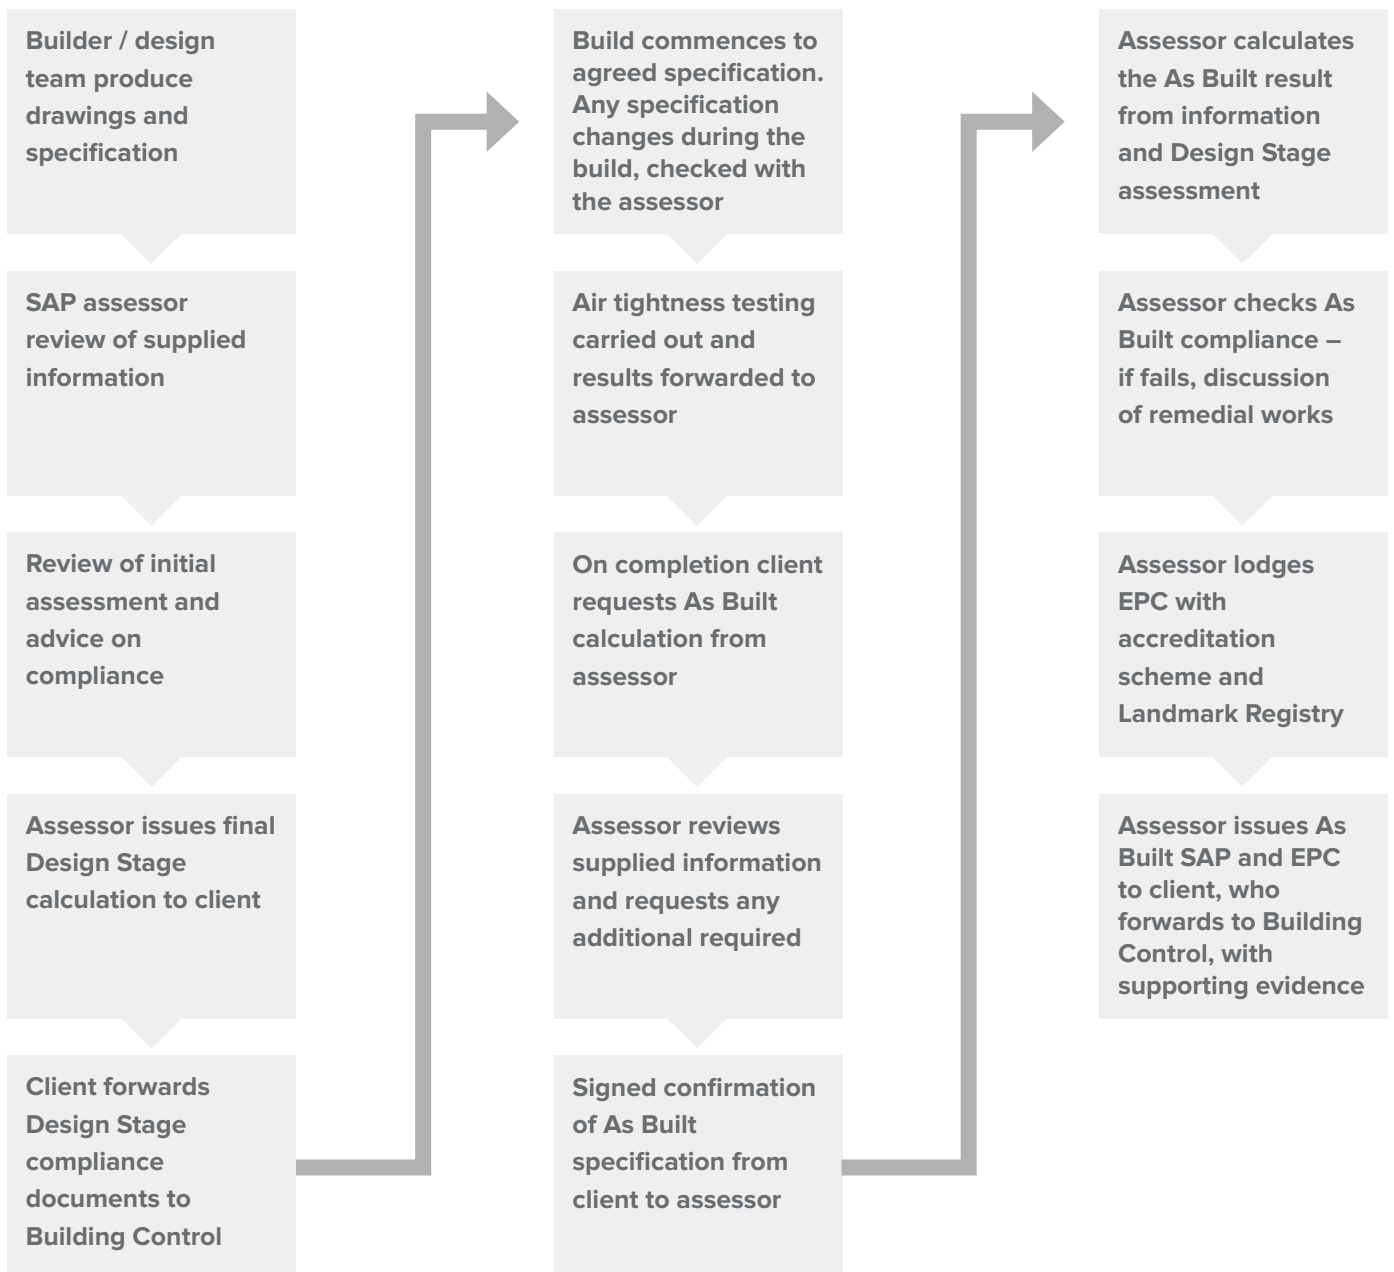 Builder / design
team produce
drawings and
specification
SAP assessor
review of supplied
information
Review of initial
assessment and
advice on
compliance
Assessor issues final
Design Stage
calculation to client
Client forwards
Design Stage
compliance
documents to
Building Control
Build commences to
agreed specification.
Any specification
changes during the
build, checked with
the assessor
Air tightness testing
carried out and
results forwarded to
assessor
On completion client
requests As Built
calculation from
assessor
Assessor reviews
supplied information
and requests any
additional required
Signed confirmation
of As Built
specification from
client to assessor
Assessor calculates
the As Built result
from information
and Design Stage
assessment
Assessor checks As
Built compliance –
if fails, discussion
of remedial works
Assessor lodges
EPC with
accreditation
scheme and
Landmark Registry
Assessor issues As
Built SAP and EPC
to client, who
forwards to Building
Control, with
supporting evidence